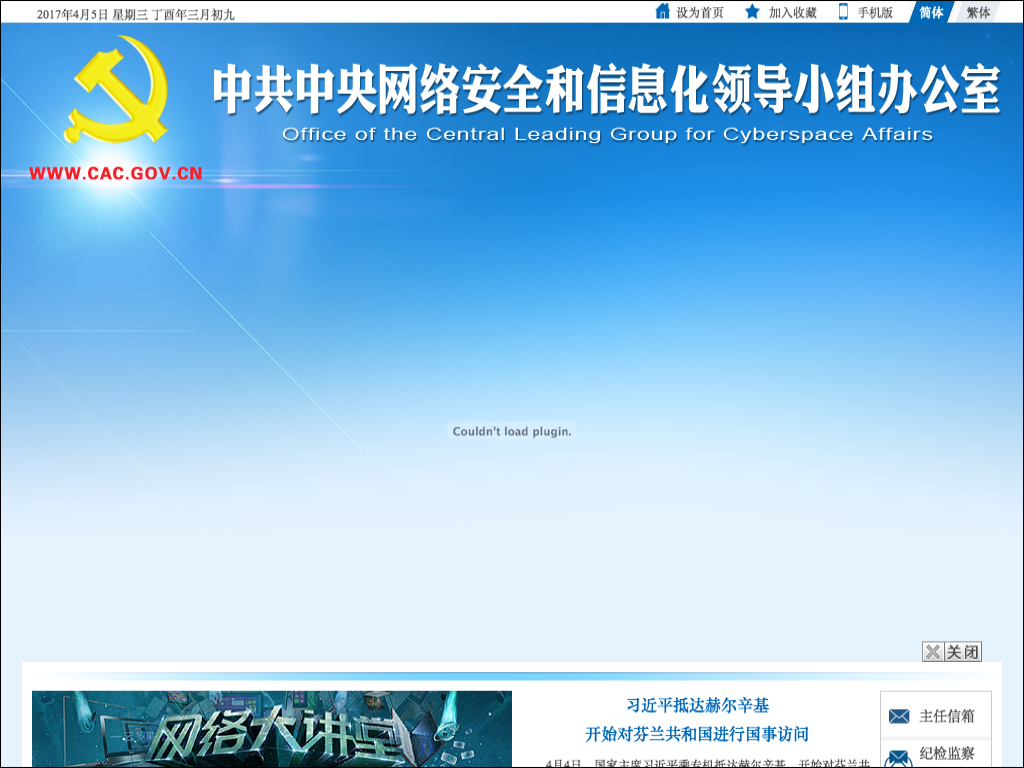 2017年4月5日 星期三 丁酉年三月初九
设为首页
加入收藏
手机版
简体
繁体
中共中央网络安全和信息化领导小组办公室
Office of the Central Leading Group for Cyberspace Affairs
WWW.CAC.GOV.CN
Couldn't load plugin.
关闭
网络大讲堂
习近平抵达赫尔辛基
开始对芬兰共和国进行国事访问
4月4日，国家主席习近平乘专机抵达赫尔辛基，开始对芬兰共
主任信箱
纪检监察